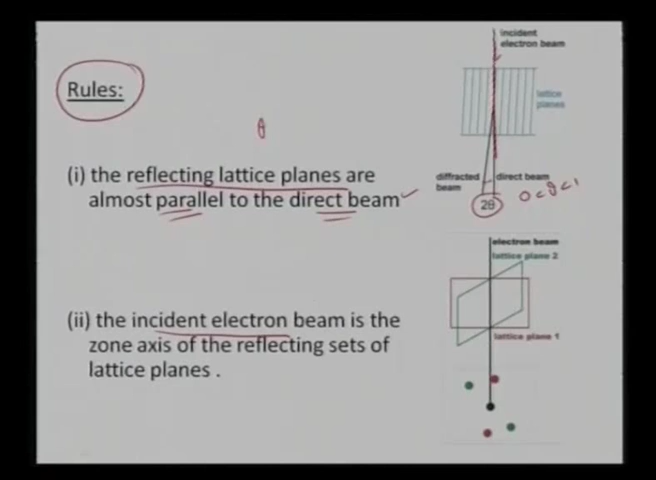 Rules:
θ
(i) the reflecting lattice planes are
almost parallel to the direct beam
(ii) the incident electron beam is the
zone axis of the reflecting sets of
lattice planes .
incident
electron beam
lattice
planes
diffracted
beam
direct beam
2θ
0 < θ < 1
electron beam
lattice plane 2
lattice plane 1